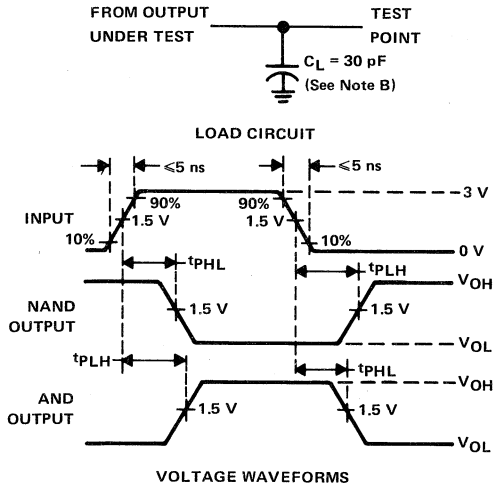 FROM OUTPUT
UNDER TEST
TEST
POINT
CL = 30 pF
(See Note B)
LOAD CIRCUIT
≤5 ns
≤5 ns
INPUT
90%
1.5 V
10%
90%
1.5 V
10%
3 V
0 V
tPHL
tPLH
NAND
OUTPUT
1.5 V
1.5 V
VOH
VOL
tPLH
tPHL
AND
OUTPUT
1.5 V
1.5 V
VOH
VOL
VOLTAGE WAVEFORMS